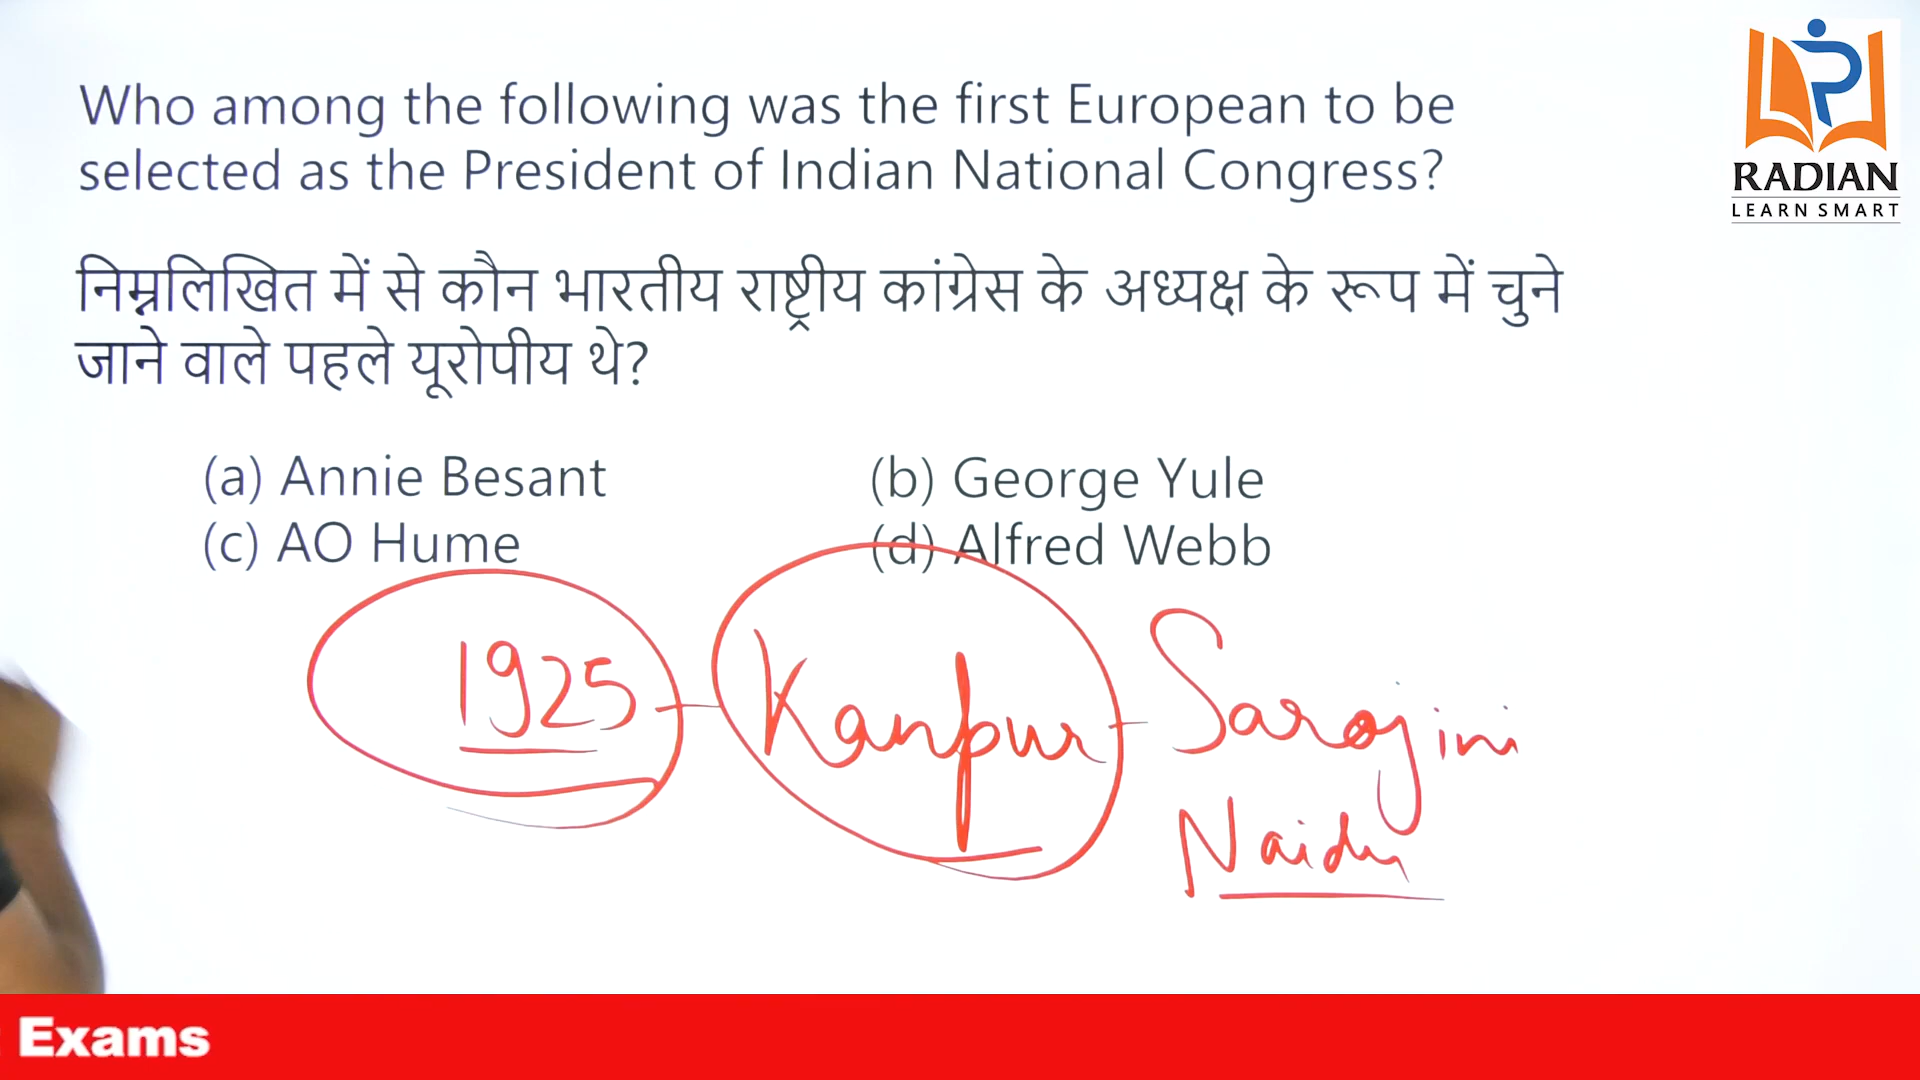 Who among the following was the first European to be
selected as the President of Indian National Congress?
निम्नलिखित में से कौन भारतीय राष्ट्रीय कांग्रेस के अध्यक्ष के रूप में चुने
जाने वाले पहले यूरोपीय थे?
(a) Annie Besant (b) George Yule
(c) AO Hume (d) Alfred Webb
1925 - Kanpur - Sarojini
Naidu
RADIAN
LEARN SMART
Exams